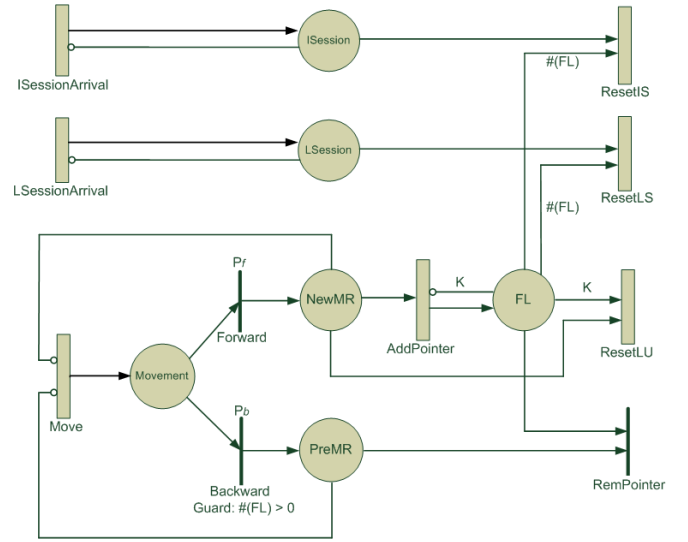 ISession
#(FL)
ISessionArrival
ResetIS
LSession
LSessionArrival
ResetLS
#(FL)
Pf
NewMR
K
FL
K
Forward
AddPointer
ResetLU
Movement
Move
Pb
PreMR
Backward
RemPointer
Guard: #(FL) > 0